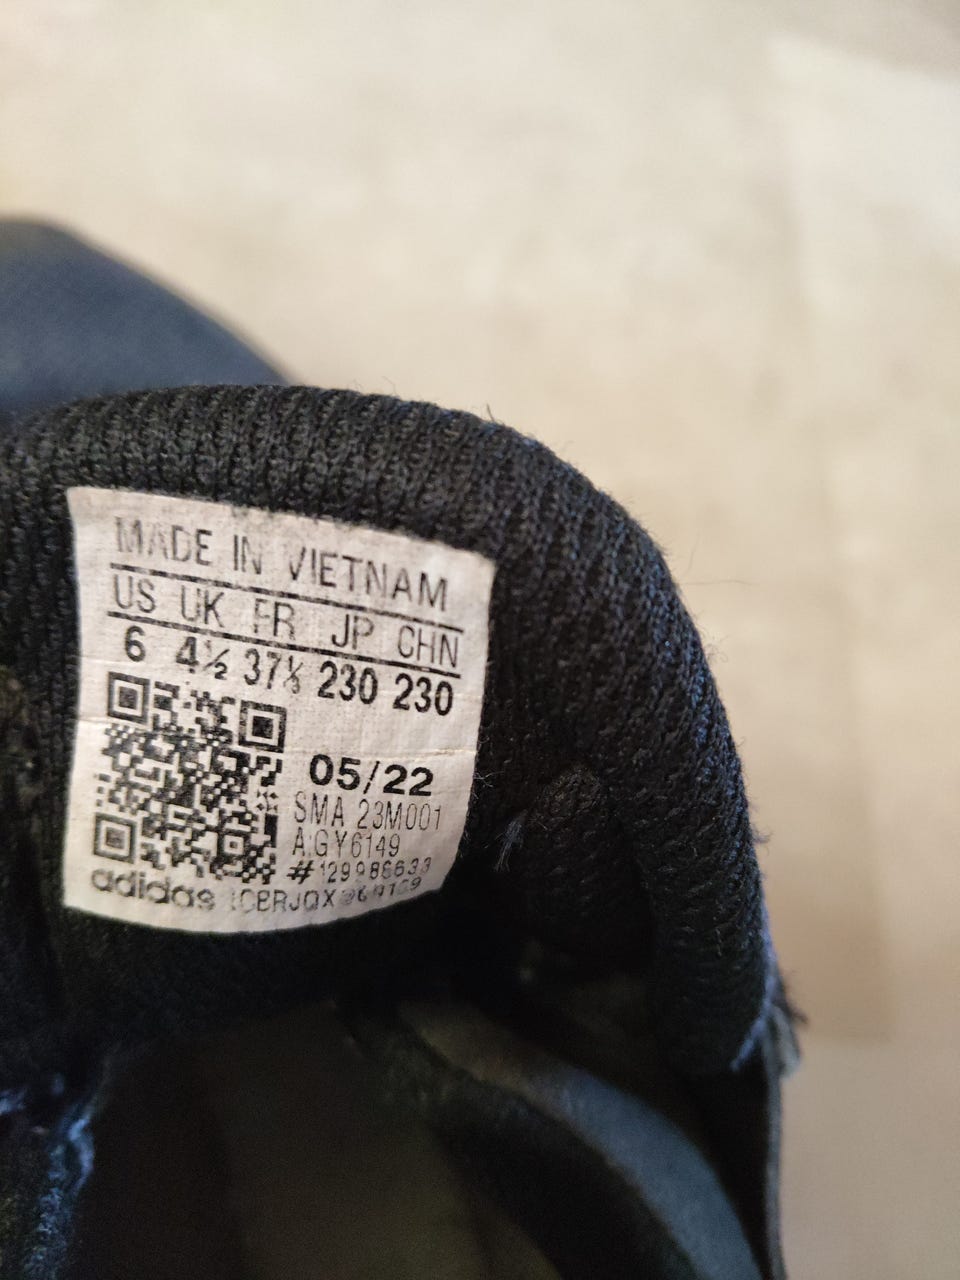 MADE IN VIETNAM
US UK FR JP CHN
6 4½ 37⅓ 230 230
05/22
SMA 23M001
A:GY6149
adidas